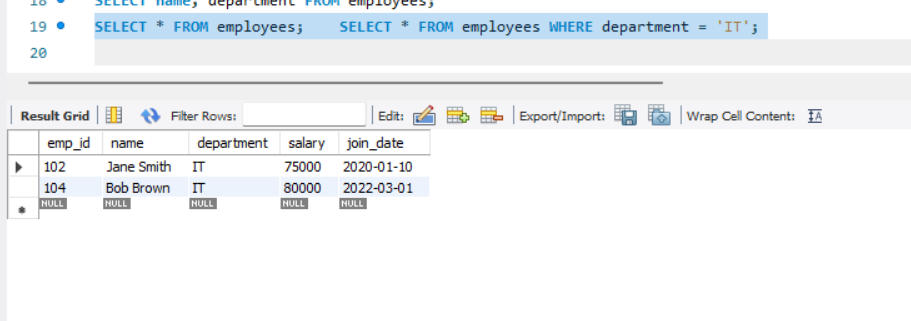 18 SELECT name, department FROM employees;
19 SELECT * FROM employees;    SELECT * FROM employees WHERE department = 'IT';
20
Result Grid Filter Rows: Edit: Export/Import: Wrap Cell Content: IA
emp_id name department salary join_date
102 Jane Smith IT 75000 2020-01-10
104 Bob Brown IT 80000 2022-03-01
NULL NULL NULL NULL NULL